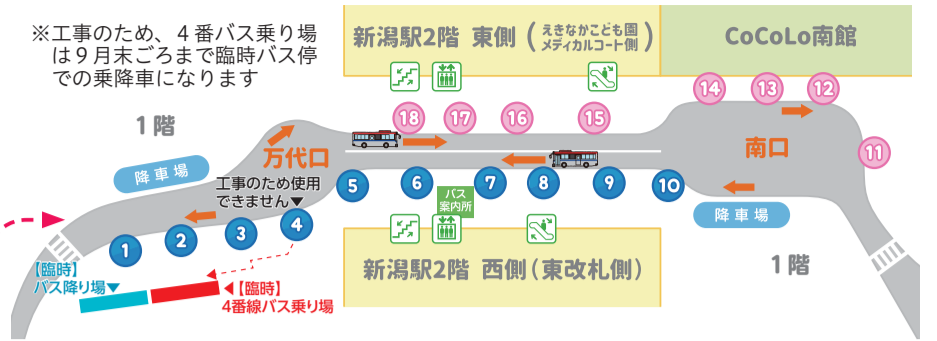 ※工事のため、４番バス乗り場
は９月末ごろまで臨時バス停
での乗降車になります
新潟駅2階 東側
(えきなかこども園
メディカルコート側)
CoCoLo南館
1階
万代口
降車場
工事のため使用
できません▼
18
17
16
15
14
13
12
11
南口
5
6
7
8
9
10
バス
案内所
降車場
1
2
3
4
【臨時】
バス降り場▼
◀【臨時】
4番線バス乗り場
新潟駅2階 西側(東改札側)
1階